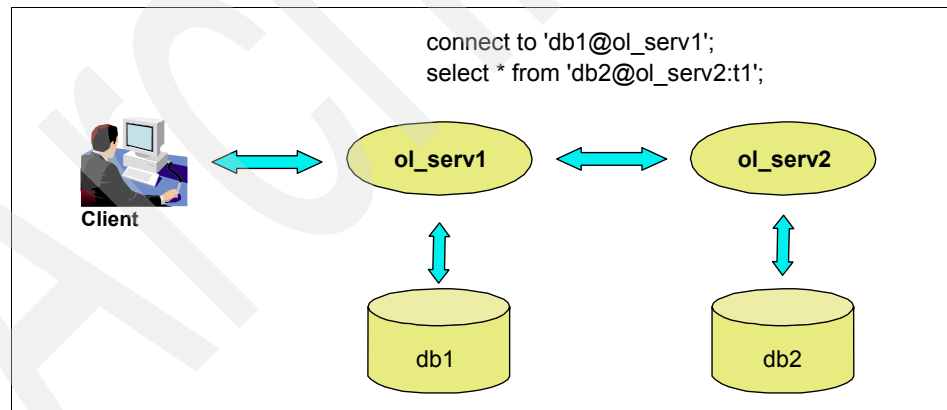 connect to 'db1@ol_serv1';
select * from 'db2@ol_serv2:t1';
ol_serv1
ol_serv2
Client
db1
db2